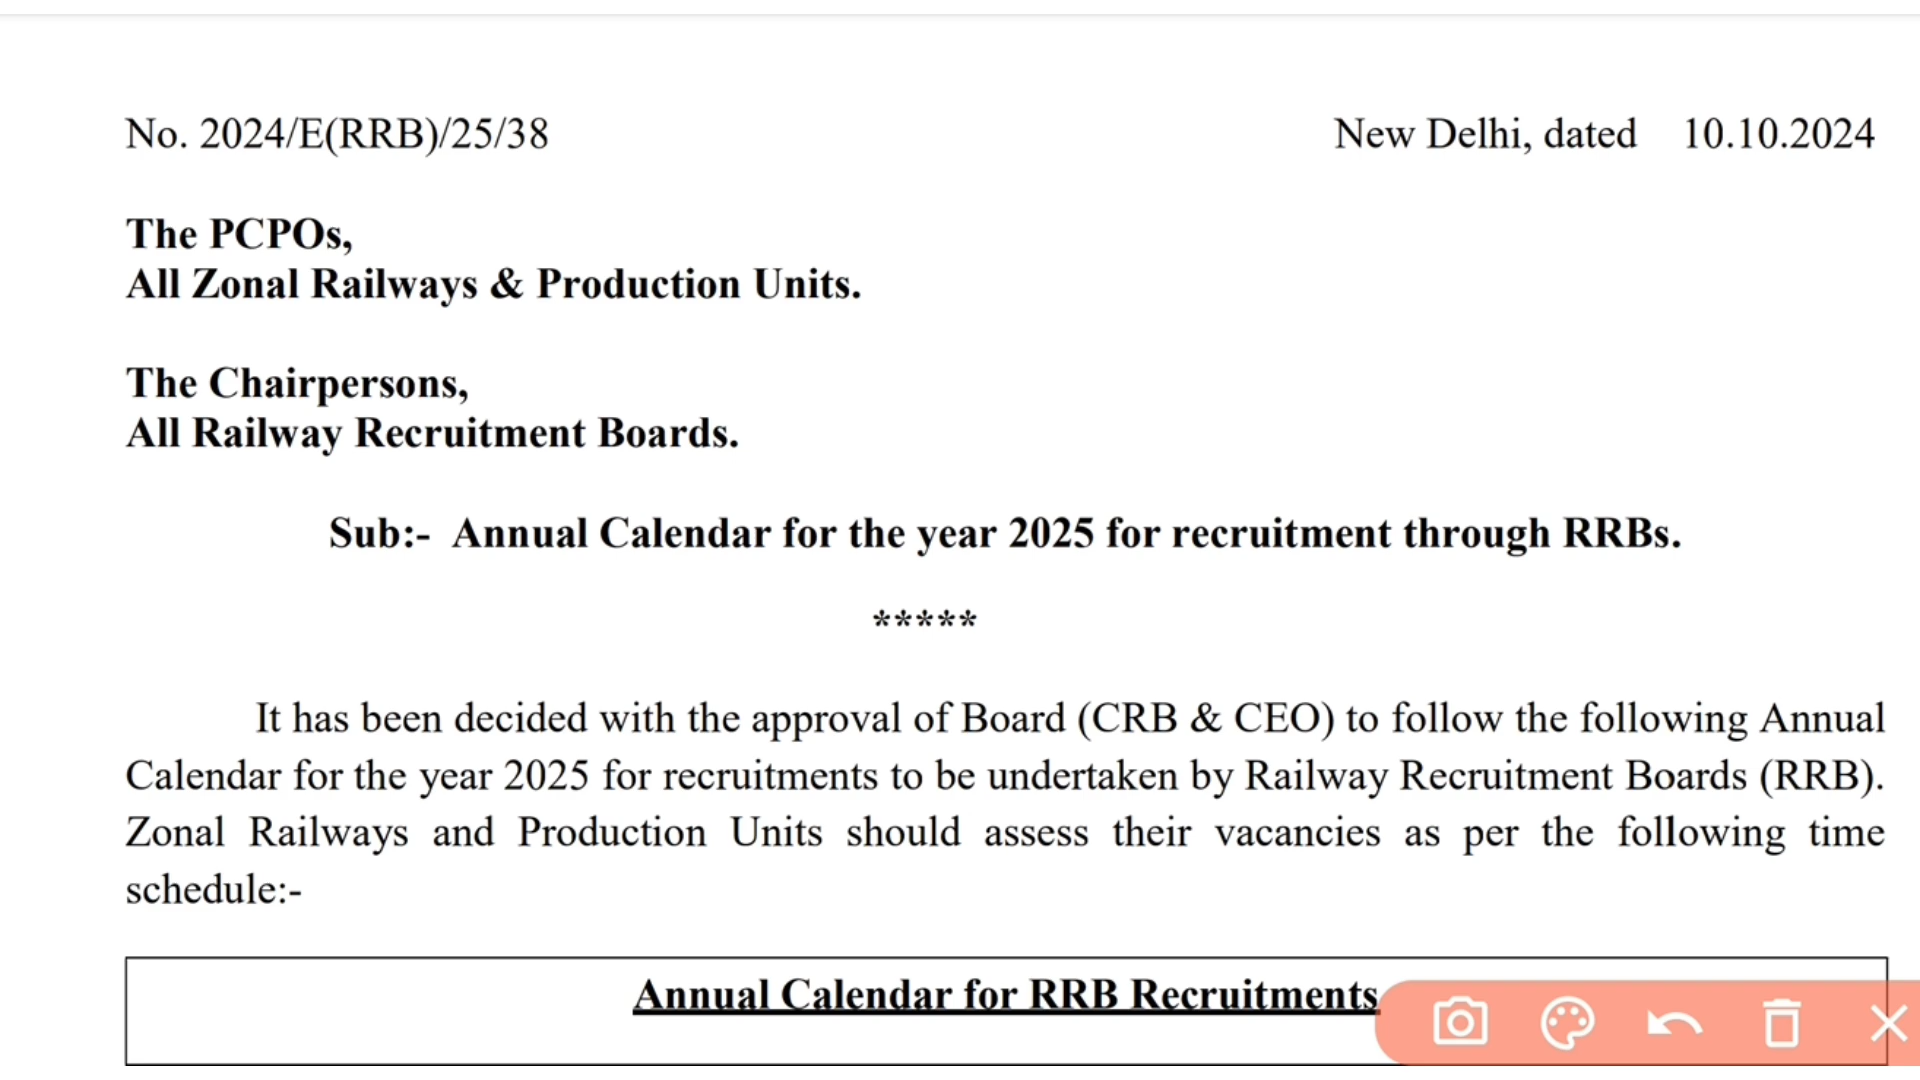 No. 2024/E(RRB)/25/38 New Delhi, dated 10.10.2024
The PCPOs,
All Zonal Railways & Production Units.
The Chairpersons,
All Railway Recruitment Boards.
Sub:- Annual Calendar for the year 2025 for recruitment through RRBs.
*****
It has been decided with the approval of Board (CRB & CEO) to follow the following Annual
Calendar for the year 2025 for recruitments to be undertaken by Railway Recruitment Boards (RRB).
Zonal Railways and Production Units should assess their vacancies as per the following time
schedule:-
Annual Calendar for RRB Recruitments